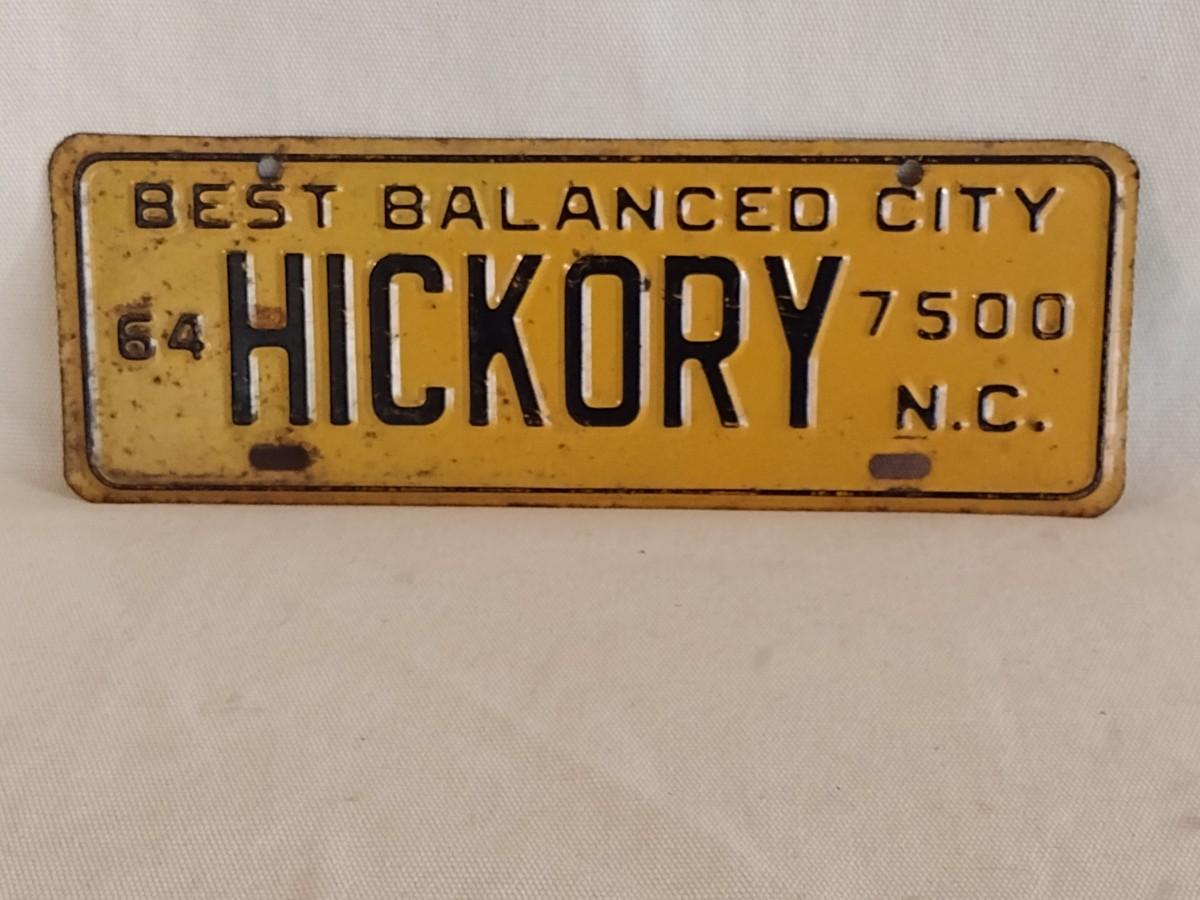 BEST BALANCED CITY
64 HICKORY 7500
N.C.